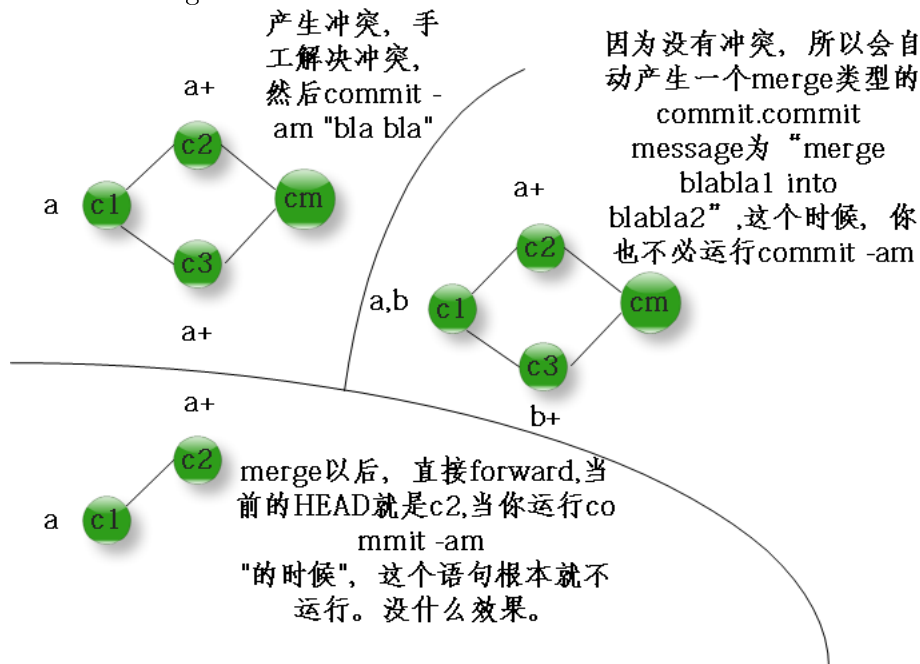 产生冲突，手
工解决冲突，
然后commit -
am "bla bla"
a+
c2
a
c1
cm
c3
a+
因为没有冲突，所以会自
动产生一个merge类型的
commit.commit
message为“merge
blabla1 into
blabla2”,这个时候，你
也不必运行commit -am
a+
c2
a,b
c1
cm
c3
b+
a+
c2
a
c1
merge以后，直接forward,当
前的HEAD就是c2,当你运行co
mmit -am
"的时候"，这个语句根本就不
运行。没什么效果。